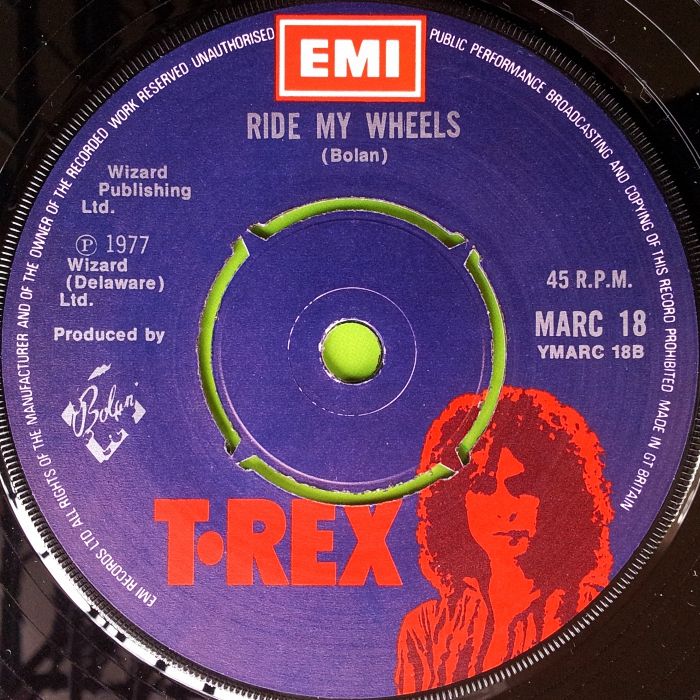 EMI
RIDE MY WHEELS
(Bolan)
Wizard
Publishing
Ltd.
℗ 1977
Wizard
(Delaware)
Ltd.
Produced by
Bolan
45 R.P.M.
MARC 18
YMARC 18B
T•REX
EMI RECORDS LTD ALL RIGHTS OF THE MANUFACTURER AND OF THE OWNER OF THE RECORDED WORK RESERVED UNAUTHORISED PUBLIC PERFORMANCE BROADCASTING AND COPYING OF THIS RECORD PROHIBITED MADE IN GT BRITAIN